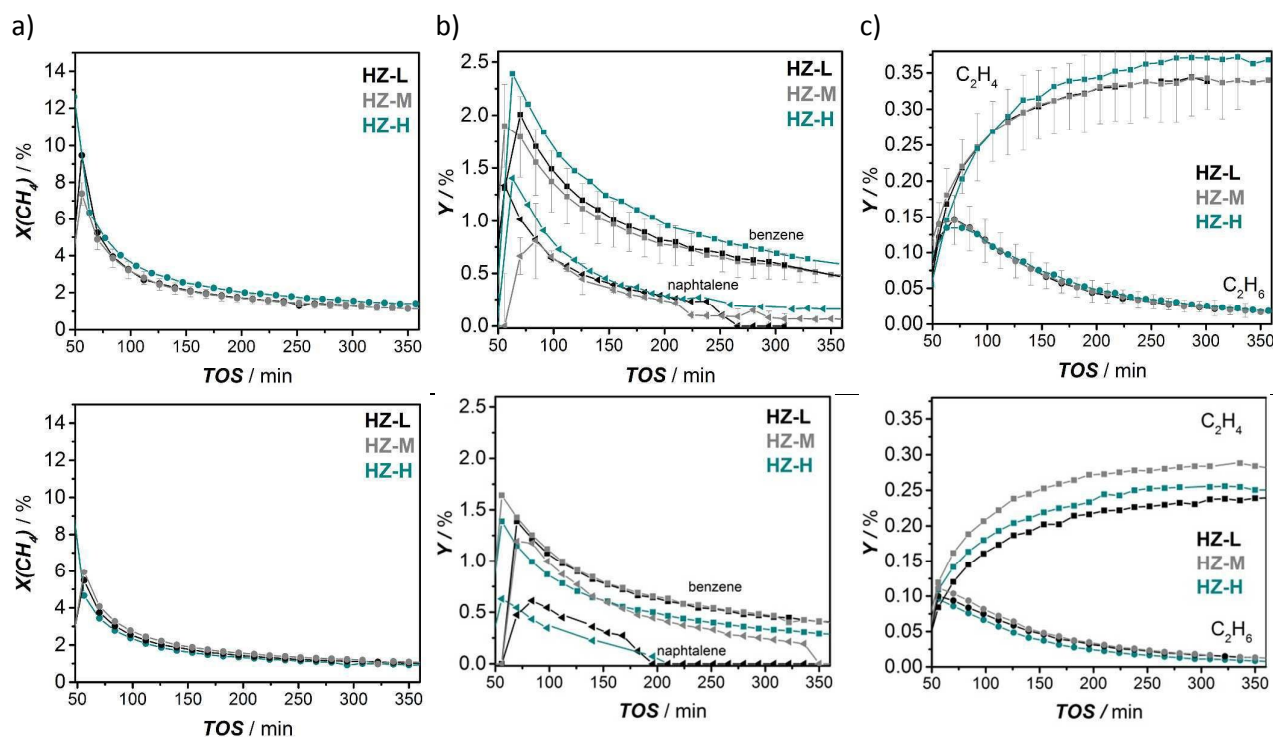 a)
14
12
10
8
6
4
2
0
X(CH₄) / %
HZ-L
HZ-M
HZ-H
50 100 150 200 250 300 350
TOS / min
b)
2.5
2.0
1.5
1.0
0.5
0.0
Y / %
HZ-L
HZ-M
HZ-H
benzene
naphtalene
50 100 150 200 250 300 350
TOS / min
c)
0.35
0.30
0.25
0.20
0.15
0.10
0.05
0.00
Y / %
C₂H₄
HZ-L
HZ-M
HZ-H
C₂H₆
50 100 150 200 250 300 350
TOS / min
14
12
10
8
6
4
2
0
X(CH₄) / %
HZ-L
HZ-M
HZ-H
50 100 150 200 250 300 350
TOS / min
2.5
2.0
1.5
1.0
0.5
0.0
Y / %
HZ-L
HZ-M
HZ-H
benzene
naphtalene
50 100 150 200 250 300 350
TOS / min
0.35
0.30
0.25
0.20
0.15
0.10
0.05
0.00
Y / %
C₂H₄
HZ-L
HZ-M
HZ-H
C₂H₆
50 100 150 200 250 300 350
TOS / min